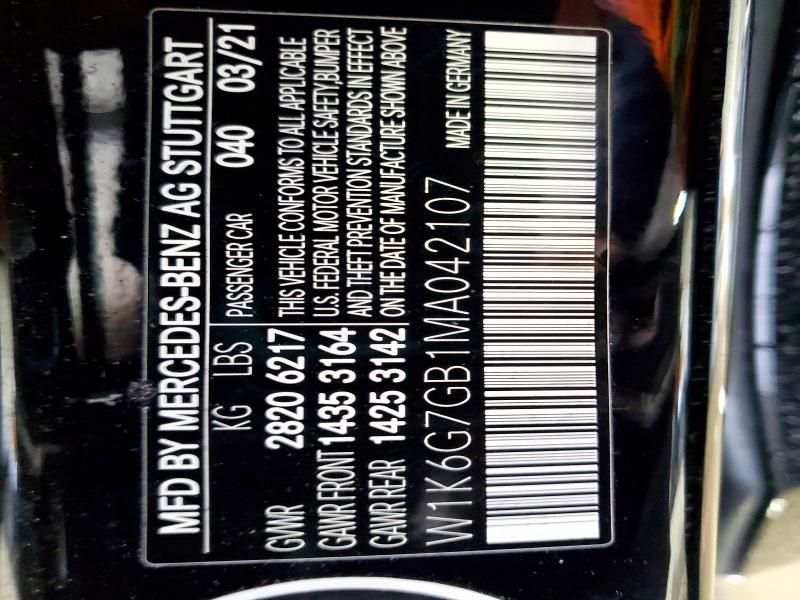 MFD BY MERCEDES-BENZ AG STUTTGART
KG LBS PASSENGER CAR 040 03/21
GVWR 2820 6217 THIS VEHICLE CONFORMS TO ALL APPLICABLE
GAWR FRONT 1435 3164 U.S. FEDERAL MOTOR VEHICLE SAFETY,BUMPER
AND THEFT PREVENTION STANDARDS IN EFFECT
GAWR REAR 1425 3142 ON THE DATE OF MANUFACTURE SHOWN ABOVE
W1K6G7GB1MA042107 MADE IN GERMANY